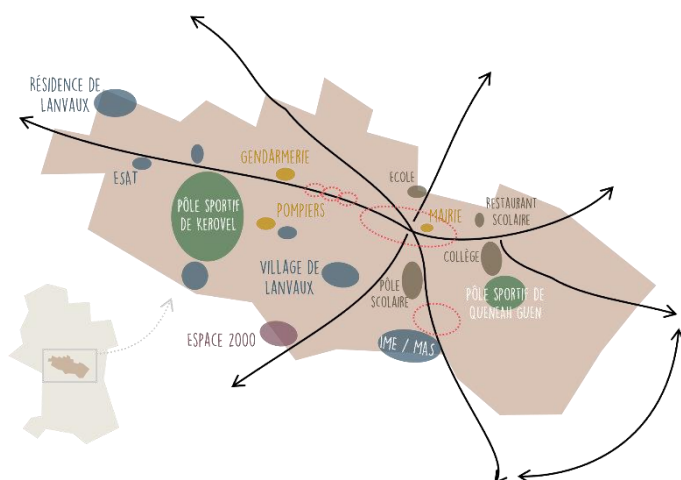 RÉSIDENCE DE
LANVAUX
ESAT
GENDARMERIE
ECOLE
PÔLE SPORTIF
DE KEROVEL
POMPIERS
MAIRIE
RESTAURANT
SCOLAIRE
COLLÈGE
VILLAGE DE
LANVAUX
PÔLE
SCOLAIRE
PÔLE SPORTIF DE
QUENEAH GUEN
ESPACE 2000
IME / MAS